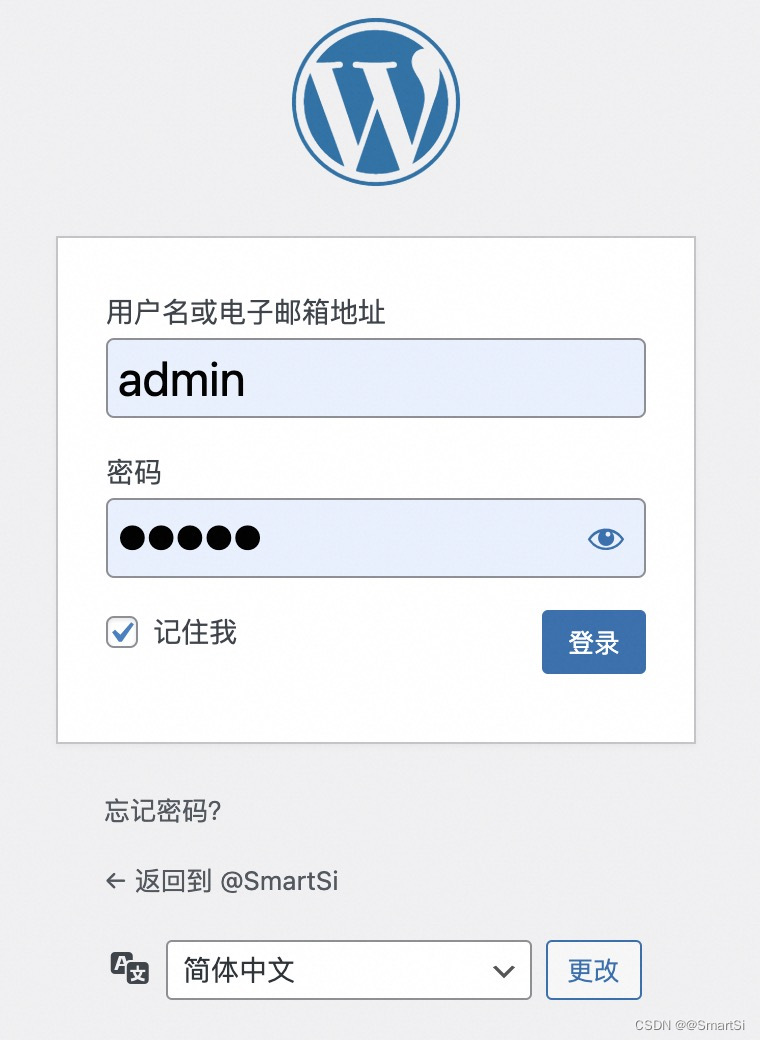 用户名或电子邮箱地址
admin
密码
●●●●●
记住我
登录
忘记密码?
← 返回到 @SmartSi
简体中文
更改
CSDN @@SmartSi